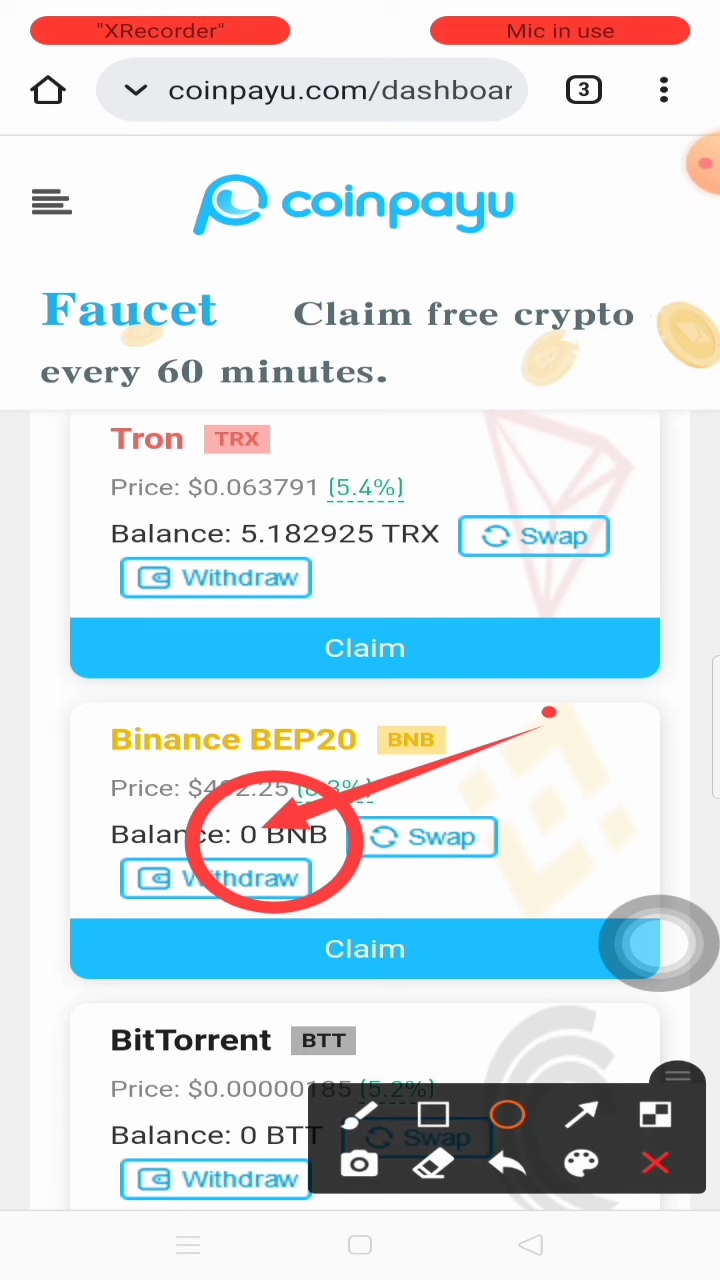 "XRecorder"
Mic in use
coinpayu.com/dashboar
3
coinpayu
Faucet Claim free crypto
every 60 minutes.
Tron TRX
Price: $0.063791 (5.4%)
Balance: 5.182925 TRX Swap
Withdraw
Claim
Binance BEP20 BNB
Price:
Balance: 0 BNB Swap
Withdraw
Claim
BitTorrent BTT
Price: $0.00000185 (5.2%)
Balance: 0 BTT Swap
Withdraw